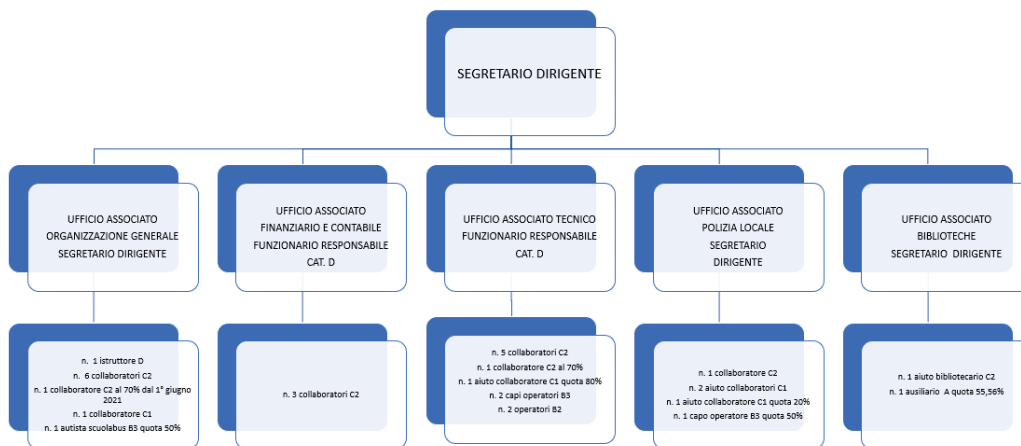 SEGRETARIO DIRIGENTE
UFFICIO ASSOCIATO
ORGANIZZAZIONE GENERALE
SEGRETARIO DIRIGENTE
UFFICIO ASSOCIATO
FINANZIARIO E CONTABILE
FUNZIONARIO RESPONSABILE
CAT. D
UFFICIO ASSOCIATO TECNICO
FUNZIONARIO RESPONSABILE
CAT. D
UFFICIO ASSOCIATO
POLIZIA LOCALE
SEGRETARIO
DIRIGENTE
UFFICIO ASSOCIATO
BIBLIOTECHE
SEGRETARIO DIRIGENTE
n. 1 istruttore D
n. 6 collaboratori C2
n. 1 collaboratore C2 al 70% dal 1° giugno
2021
n. 1 collaboratore C1
n. 1 autista scuolabus B3 quota 50%
n. 3 collaboratori C2
n. 5 collaboratori C2
n. 1 collaboratore C2 al 70%
n. 1 aiuto collaboratore C1 quota 80%
n. 2 capi operatori B3
n. 2 operatori B2
n. 1 collaboratore C2
n. 2 aiuto collaboratori C1
n. 1 aiuto collaboratore C1 quota 20%
n. 1 capo operatore B3 quota 50%
n. 1 aiuto bibliotecario C2
n. 1 ausiliario A quota 55,56%